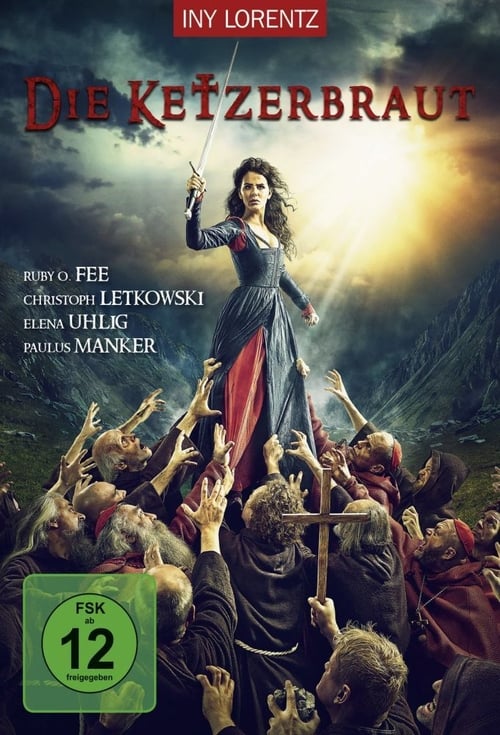 INY LORENTZ
DIE KETZERBRAUT
RUBY O. FEE
CHRISTOPH LETKOWSKI
ELENA UHLIG
PAULUS MANKER
FSK
ab
12
freigegeben